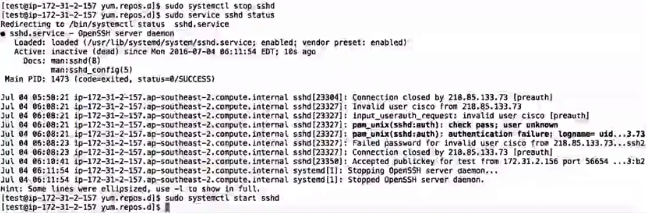 [test@ip-172-31-2-157 yum.repos.d]$ sudo systemctl stop sshd
[test@ip-172-31-2-157 yum.repos.d]$ sudo service sshd status
Redirecting to /bin/systemctl status  sshd.service
● sshd.service - OpenSSH server daemon
Loaded: loaded (/usr/lib/systemd/system/sshd.service; enabled; vendor preset: enabled)
Active: inactive (dead) since Mon 2016-07-04 06:11:54 EDT; 10s ago
Docs: man:sshd(8)
man:sshd_config(5)
Main PID: 1473 (code=exited, status=0/SUCCESS)
Jul 04 05:50:21 ip-172-31-2-157.ap-southeast-2.compute.internal sshd[23304]: Connection closed by 218.85.133.73 [preauth]
Jul 04 06:08:21 ip-172-31-2-157.ap-southeast-2.compute.internal sshd[23327]: Invalid user cisco from 218.85.133.73
Jul 04 06:08:21 ip-172-31-2-157.ap-southeast-2.compute.internal sshd[23327]: input_userauth_request: invalid user cisco [preauth]
Jul 04 06:08:21 ip-172-31-2-157.ap-southeast-2.compute.internal sshd[23327]: pam_unix(sshd:auth): check pass; user unknown
Jul 04 06:08:21 ip-172-31-2-157.ap-southeast-2.compute.internal sshd[23327]: pam_unix(sshd:auth): authentication failure; logname= uid...3.73
Jul 04 06:08:23 ip-172-31-2-157.ap-southeast-2.compute.internal sshd[23327]: Failed password for invalid user cisco from 218.85.133...ssh2
Jul 04 06:08:23 ip-172-31-2-157.ap-southeast-2.compute.internal sshd[23327]: Connection closed by 218.85.133.73 [preauth]
Jul 04 06:10:41 ip-172-31-2-157.ap-southeast-2.compute.internal sshd[23350]: Accepted publickey for test from 172.31.2.156 port 56654 ...3:b2
Jul 04 06:11:54 ip-172-31-2-157.ap-southeast-2.compute.internal systemd[1]: Stopping OpenSSH server daemon...
Jul 04 06:11:54 ip-172-31-2-157.ap-southeast-2.compute.internal systemd[1]: Stopped OpenSSH server daemon.
Hint: Some lines were ellipsized, use -l to show in full.
[test@ip-172-31-2-157 yum.repos.d]$ sudo systemctl start sshd
[test@ip-172-31-2-157 yum.repos.d]$